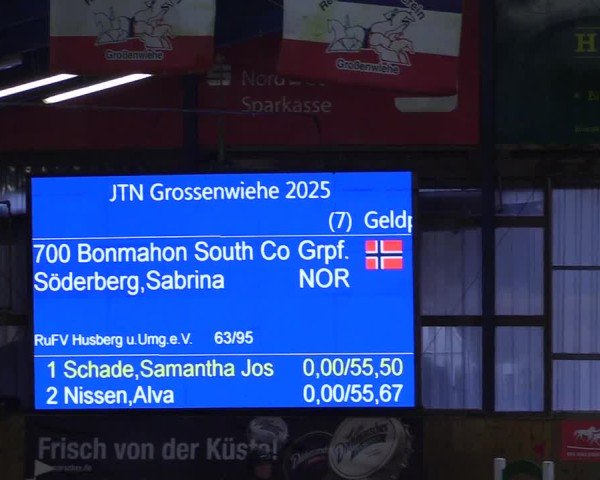 Großenwiehe
Großenwiehe
Nord
Sparkasse
H
JTN Grossenwiehe 2025
(7) Geldp
700 Bonmahon South Co Grpf.
Söderberg,Sabrina NOR
RuFV Husberg u.Umg.e.V. 63/95
1 Schade,Samantha Jos 0,00/55,50
2 Nissen,Alva 0,00/55,67
Frisch von der Küste!